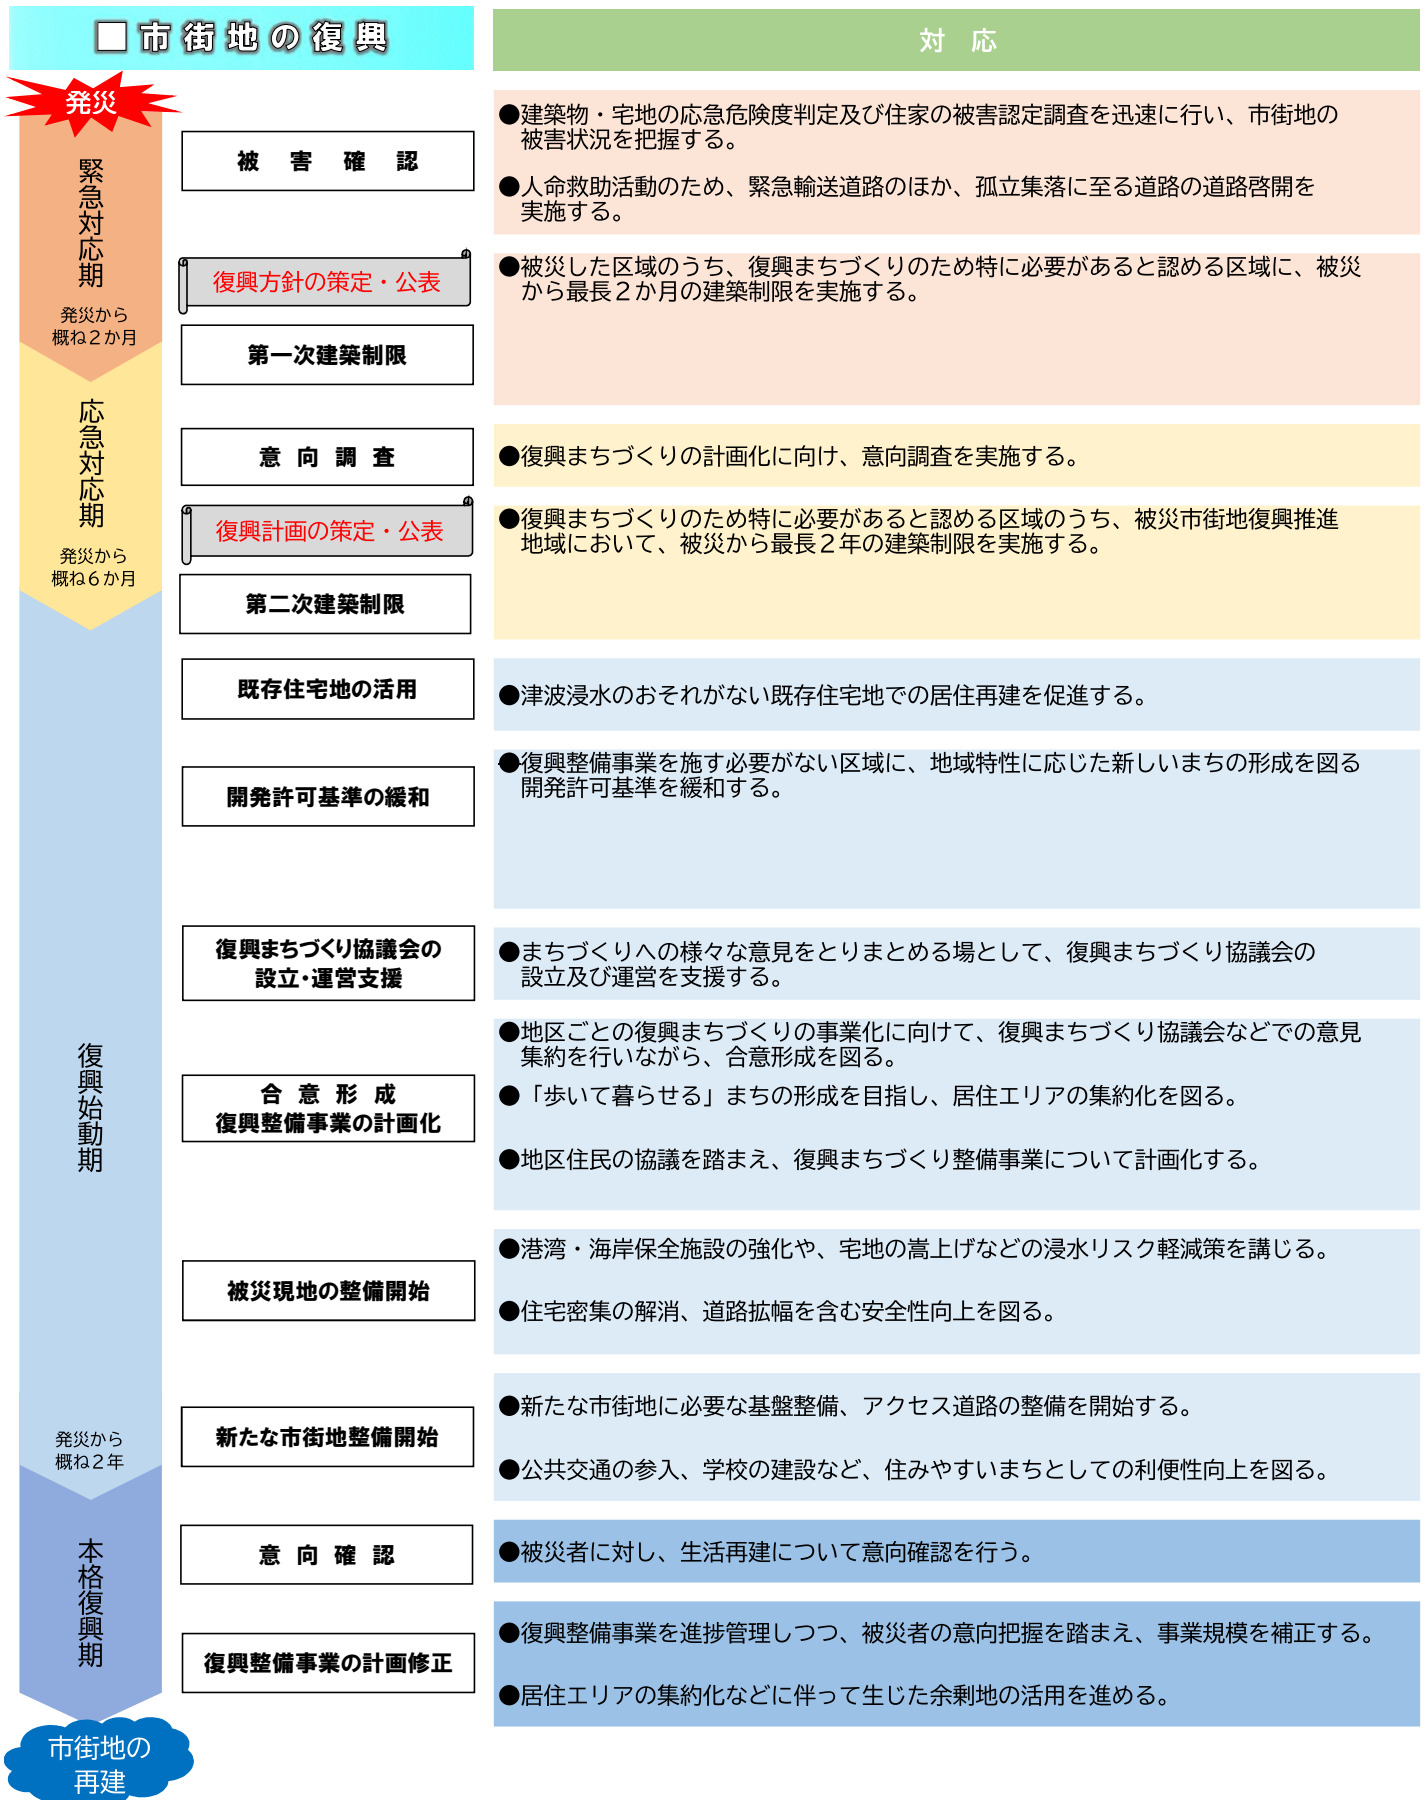 ■市街地の復興
対　応
発災
緊急対応期
発災から
概ね２か月
被　害　確　認
●建築物・宅地の応急危険度判定及び住家の被害認定調査を迅速に行い、市街地の
被害状況を把握する。
●人命救助活動のため、緊急輸送道路のほか、孤立集落に至る道路の道路啓開を
実施する。
復興方針の策定・公表
第一次建築制限
●被災した区域のうち、復興まちづくりのため特に必要があると認める区域に、被災
から最長２か月の建築制限を実施する。
応急対応期
発災から
概ね６か月
意 向 調 査
●復興まちづくりの計画化に向け、意向調査を実施する。
復興計画の策定・公表
第二次建築制限
●復興まちづくりのため特に必要があると認める区域のうち、被災市街地復興推進
地域において、被災から最長２年の建築制限を実施する。
復興始動期
発災から
概ね２年
既存住宅地の活用
●津波浸水のおそれがない既存住宅地での居住再建を促進する。
開発許可基準の緩和
●復興整備事業を施す必要がない区域に、地域特性に応じた新しいまちの形成を図る
開発許可基準を緩和する。
復興まちづくり協議会の
設立・運営支援
●まちづくりへの様々な意見をとりまとめる場として、復興まちづくり協議会の
設立及び運営を支援する。
合 意 形 成
復興整備事業の計画化
●地区ごとの復興まちづくりの事業化に向けて、復興まちづくり協議会などでの意見
集約を行いながら、合意形成を図る。
●「歩いて暮らせる」まちの形成を目指し、居住エリアの集約化を図る。
●地区住民の協議を踏まえ、復興まちづくり整備事業について計画化する。
被災現地の整備開始
●港湾・海岸保全施設の強化や、宅地の嵩上げなどの浸水リスク軽減策を講じる。
●住宅密集の解消、道路拡幅を含む安全性向上を図る。
新たな市街地整備開始
●新たな市街地に必要な基盤整備、アクセス道路の整備を開始する。
●公共交通の参入、学校の建設など、住みやすいまちとしての利便性向上を図る。
本格復興期
意 向 確 認
●被災者に対し、生活再建について意向確認を行う。
復興整備事業の計画修正
●復興整備事業を進捗管理しつつ、被災者の意向把握を踏まえ、事業規模を補正する。
●居住エリアの集約化などに伴って生じた余剰地の活用を進める。
市街地の
再建